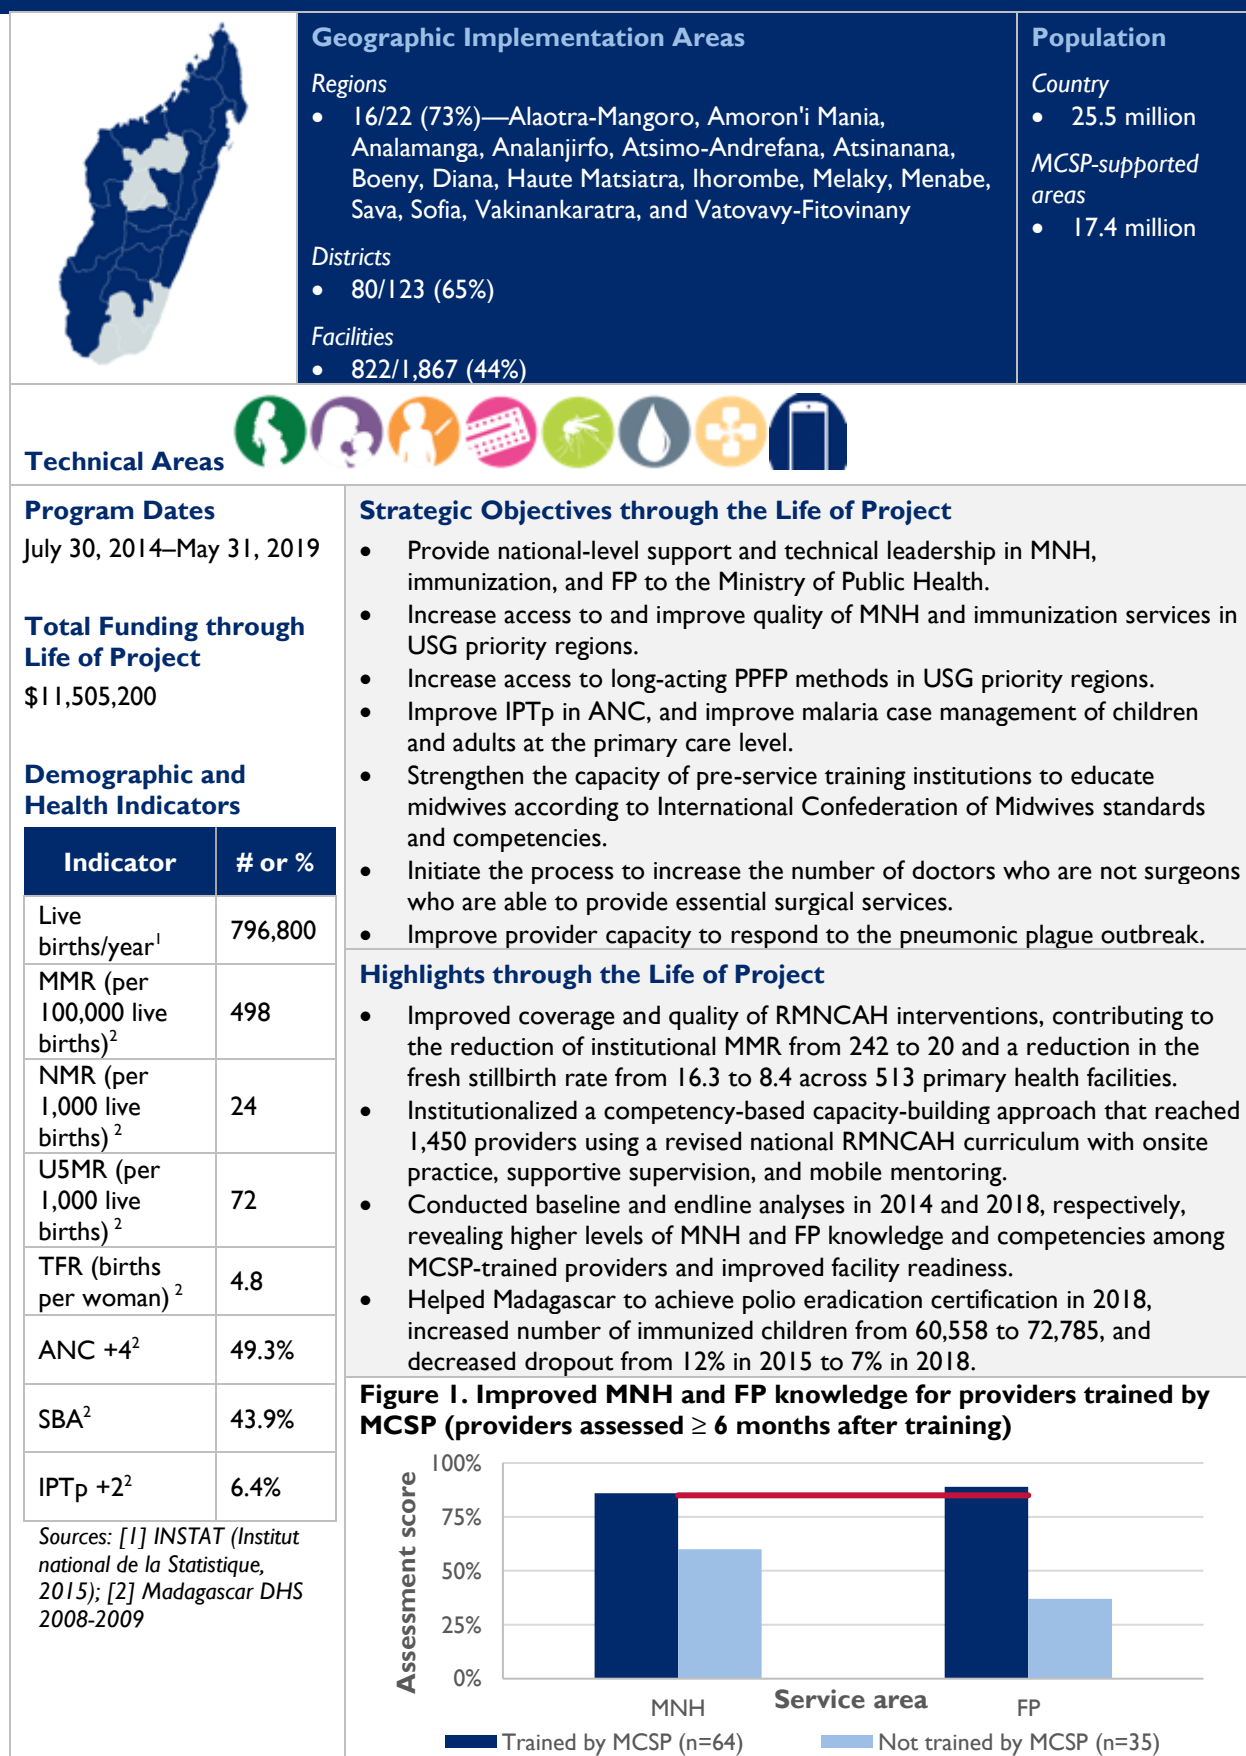 Geographic Implementation Areas
Regions
• 16/22 (73%)—Alaotra-Mangoro, Amoron'i Mania,
Analamanga, Analanjirfo, Atsimo-Andrefana, Atsinanana,
Boeny, Diana, Haute Matsiatra, Ihorombe, Melaky, Menabe,
Sava, Sofia, Vakinankaratra, and Vatovavy-Fitovinany
Districts
• 80/123 (65%)
Facilities
• 822/1,867 (44%)
Population
Country
• 25.5 million
MCSP-supported
areas
• 17.4 million
Technical Areas
Program Dates
July 30, 2014–May 31, 2019
Total Funding through
Life of Project
$11,505,200
Demographic and
Health Indicators
Indicator # or %
Live
births/year¹ 796,800
MMR (per
100,000 live
births)² 498
NMR (per
1,000 live
births) ² 24
U5MR (per
1,000 live
births) ² 72
TFR (births
per woman) ² 4.8
ANC +4² 49.3%
SBA² 43.9%
IPTp +2² 6.4%
Sources: [1] INSTAT (Institut
national de la Statistique,
2015); [2] Madagascar DHS
2008-2009
Strategic Objectives through the Life of Project
• Provide national-level support and technical leadership in MNH,
immunization, and FP to the Ministry of Public Health.
• Increase access to and improve quality of MNH and immunization services in
USG priority regions.
• Increase access to long-acting PPFP methods in USG priority regions.
• Improve IPTp in ANC, and improve malaria case management of children
and adults at the primary care level.
• Strengthen the capacity of pre-service training institutions to educate
midwives according to International Confederation of Midwives standards
and competencies.
• Initiate the process to increase the number of doctors who are not surgeons
who are able to provide essential surgical services.
• Improve provider capacity to respond to the pneumonic plague outbreak.
Highlights through the Life of Project
• Improved coverage and quality of RMNCAH interventions, contributing to
the reduction of institutional MMR from 242 to 20 and a reduction in the
fresh stillbirth rate from 16.3 to 8.4 across 513 primary health facilities.
• Institutionalized a competency-based capacity-building approach that reached
1,450 providers using a revised national RMNCAH curriculum with onsite
practice, supportive supervision, and mobile mentoring.
• Conducted baseline and endline analyses in 2014 and 2018, respectively,
revealing higher levels of MNH and FP knowledge and competencies among
MCSP-trained providers and improved facility readiness.
• Helped Madagascar to achieve polio eradication certification in 2018,
increased number of immunized children from 60,558 to 72,785, and
decreased dropout from 12% in 2015 to 7% in 2018.
Figure 1. Improved MNH and FP knowledge for providers trained by
MCSP (providers assessed ≥ 6 months after training)
Assessment score
100%
75%
50%
25%
0%
MNH
FP
Service area
Trained by MCSP (n=64)
Not trained by MCSP (n=35)